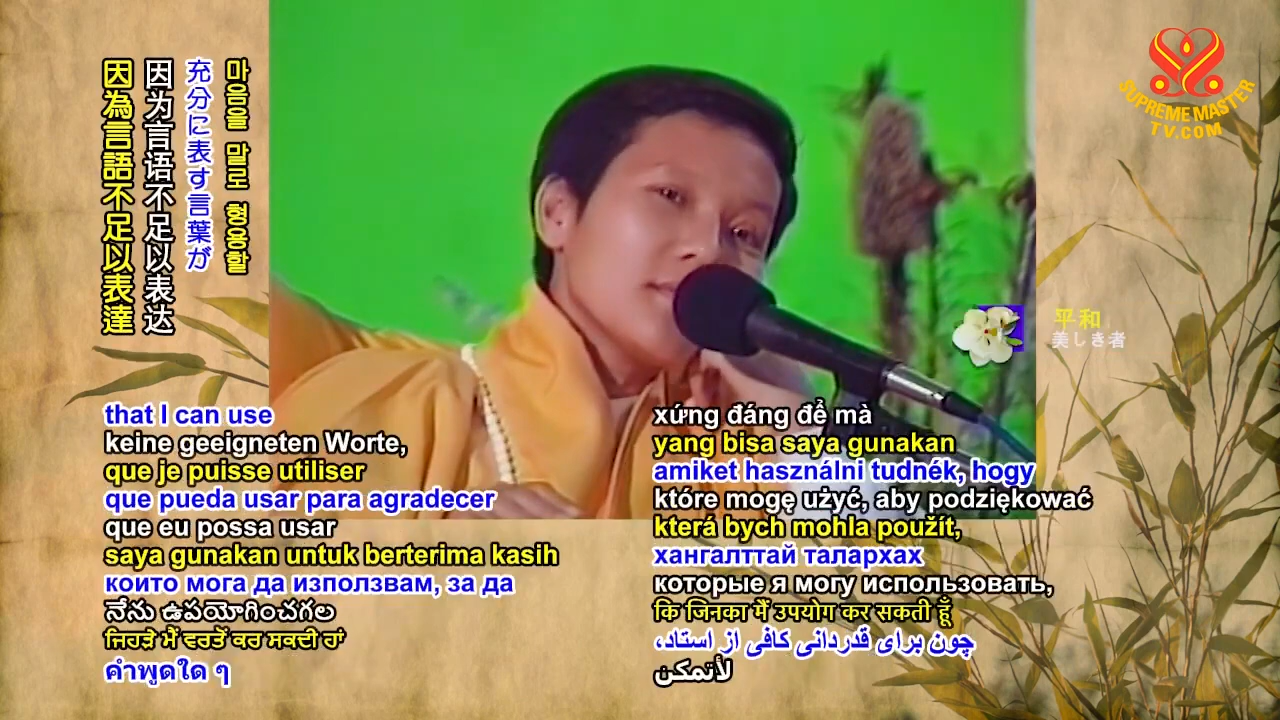 因為言語不足以表達
因为言语不足以表达
充分に表す言葉が
마음을 말로 형용할
SUPREME MASTER
TV.COM
平和
美しき者
that I can use
keine geeigneten Worte,
que je puisse utiliser
que pueda usar para agradecer
que eu possa usar
saya gunakan untuk berterima kasih
които мога да използвам, за да
నేను ఉపయోగించగల
ਜਿਹੜੇ ਮੈਂ ਵਰਤੋਂ ਕਰ ਸਕਦੀ ਹਾਂ
คำพูดใด ๆ
xứng đáng để mà
yang bisa saya gunakan
amiket használni tudnék, hogy
które mogę użyć, aby podziękować
která bych mohla použít,
хангалттай талархах
которые я могу использовать,
कि जिनका मैं उपयोग कर सकती हूँ
چون برای قدردانی کافی از استاد،
لأتمكن